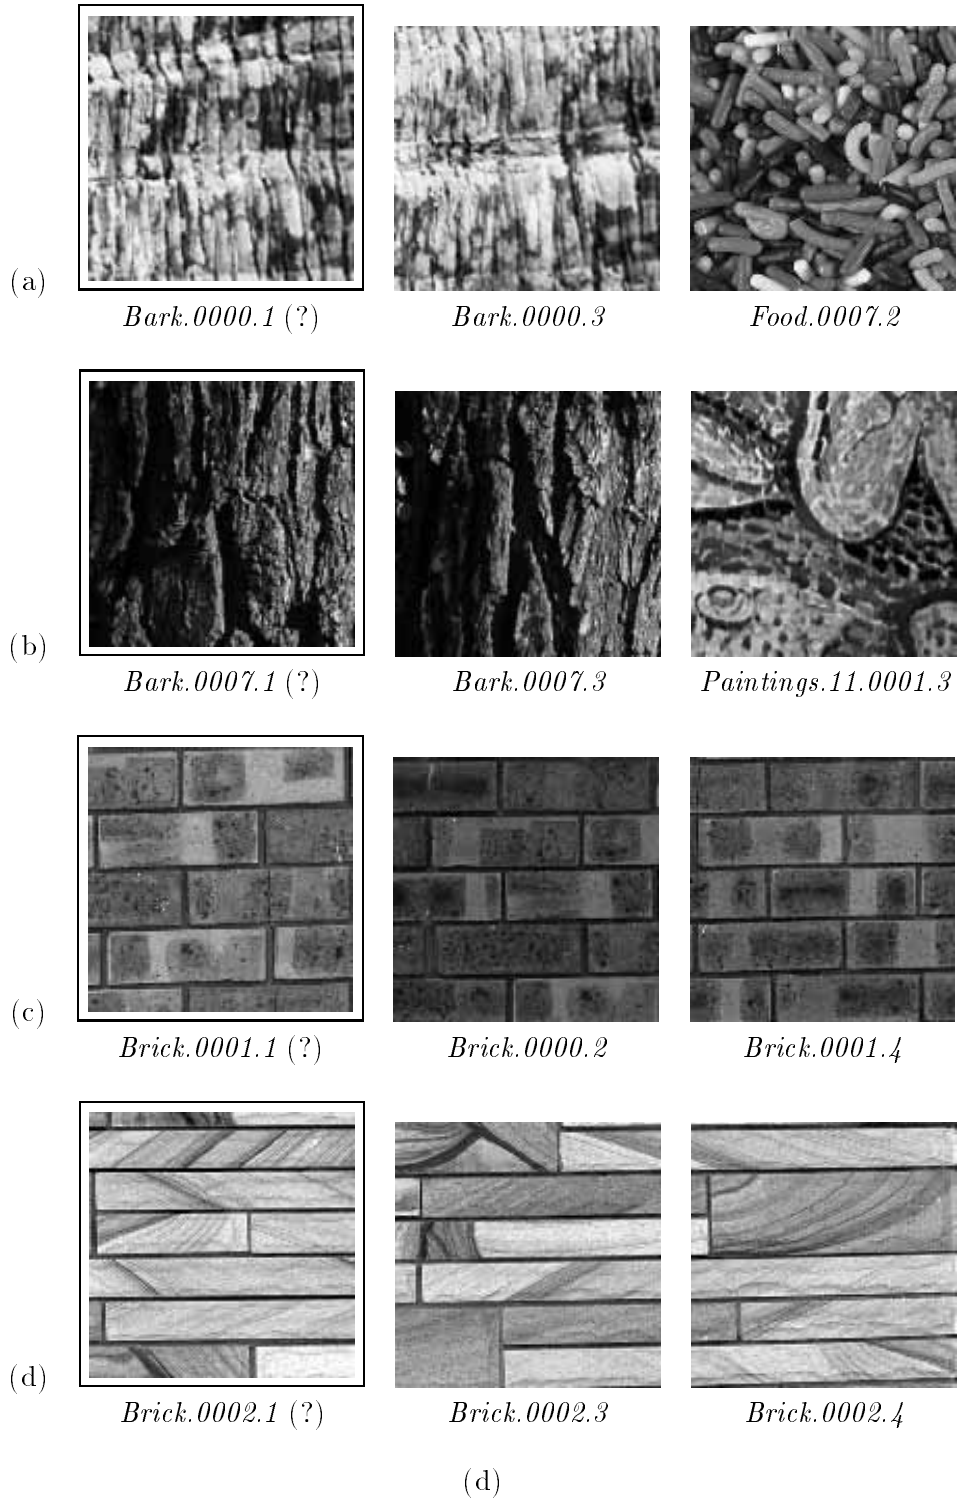 (a)
Bark.0000.1 (?) Bark.0000.3 Food.0007.2
(b)
Bark.0007.1 (?) Bark.0007.3 Paintings.11.0001.3
(c)
Brick.0001.1 (?) Brick.0000.2 Brick.0001.4
(d)
Brick.0002.1 (?) Brick.0002.3 Brick.0002.4
(d)